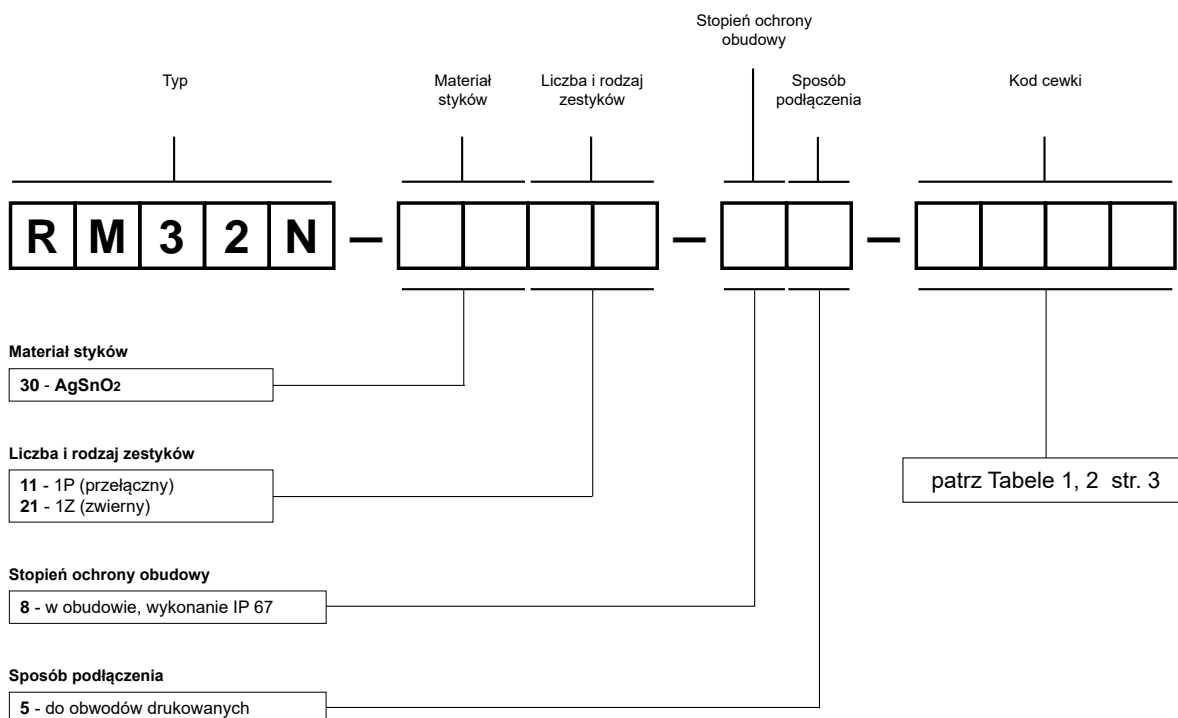 Stopień ochrony
obudowy
Typ
Materiał
styków
Liczba i rodzaj
zestyków
Sposób
podłączenia
Kod cewki
R M 3 2 N – –  –
Materiał styków
30 - AgSnO2
Liczba i rodzaj zestyków
11 - 1P (przełączny)
21 - 1Z (zwierny)
patrz Tabele 1, 2 str. 3
Stopień ochrony obudowy
8 - w obudowie, wykonanie IP 67
Sposób podłączenia
5 - do obwodów drukowanych